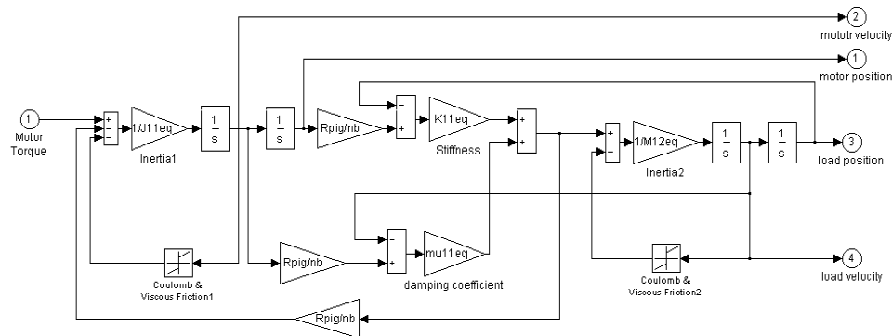 2
mototr velocity
1
motor position
1
Motor
Torque
+
−
−
1/J11eq
Inertia1
1
s
1
s
Rpig/nb
−
+
K11eq
Stiffness
+
+
+
−
1/M12eq
Inertia2
1
s
1
s
3
load position
Coulomb &
Viscous Friction1
Rpig/nb
−
+
mu11eq
damping coefficient
Coulomb &
Viscous Friction2
4
load velocity
Rpig/nb